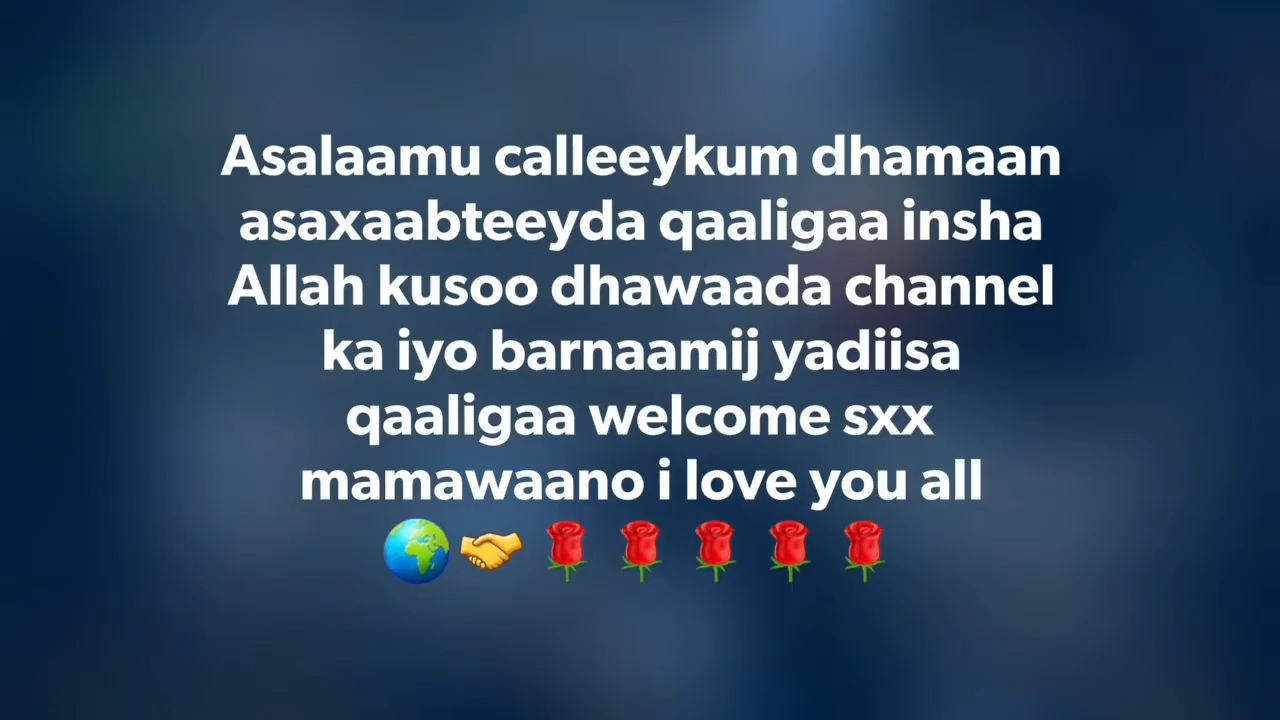 Asalaamu calleeykum dhamaan
asaxaabteeyda qaaligaa insha
Allah kusoo dhawaada channel
ka iyo barnaamij yadiisa
qaaligaa welcome sxx
mamawaano i love you all
🌍🤝🌹🌹🌹🌹🌹